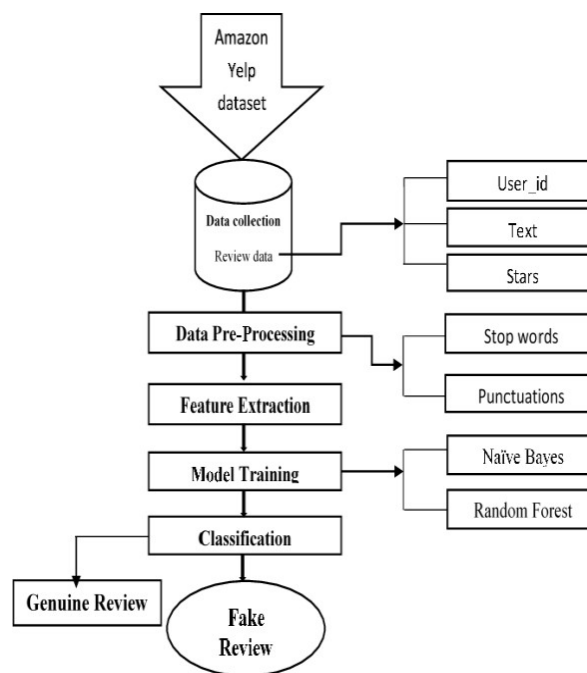 Amazon
Yelp
dataset
Data collection
Review data
User_id
Text
Stars
Data Pre-Processing
Stop words
Punctuations
Feature Extraction
Model Training
Naïve Bayes
Random Forest
Classification
Genuine Review
Fake
Review